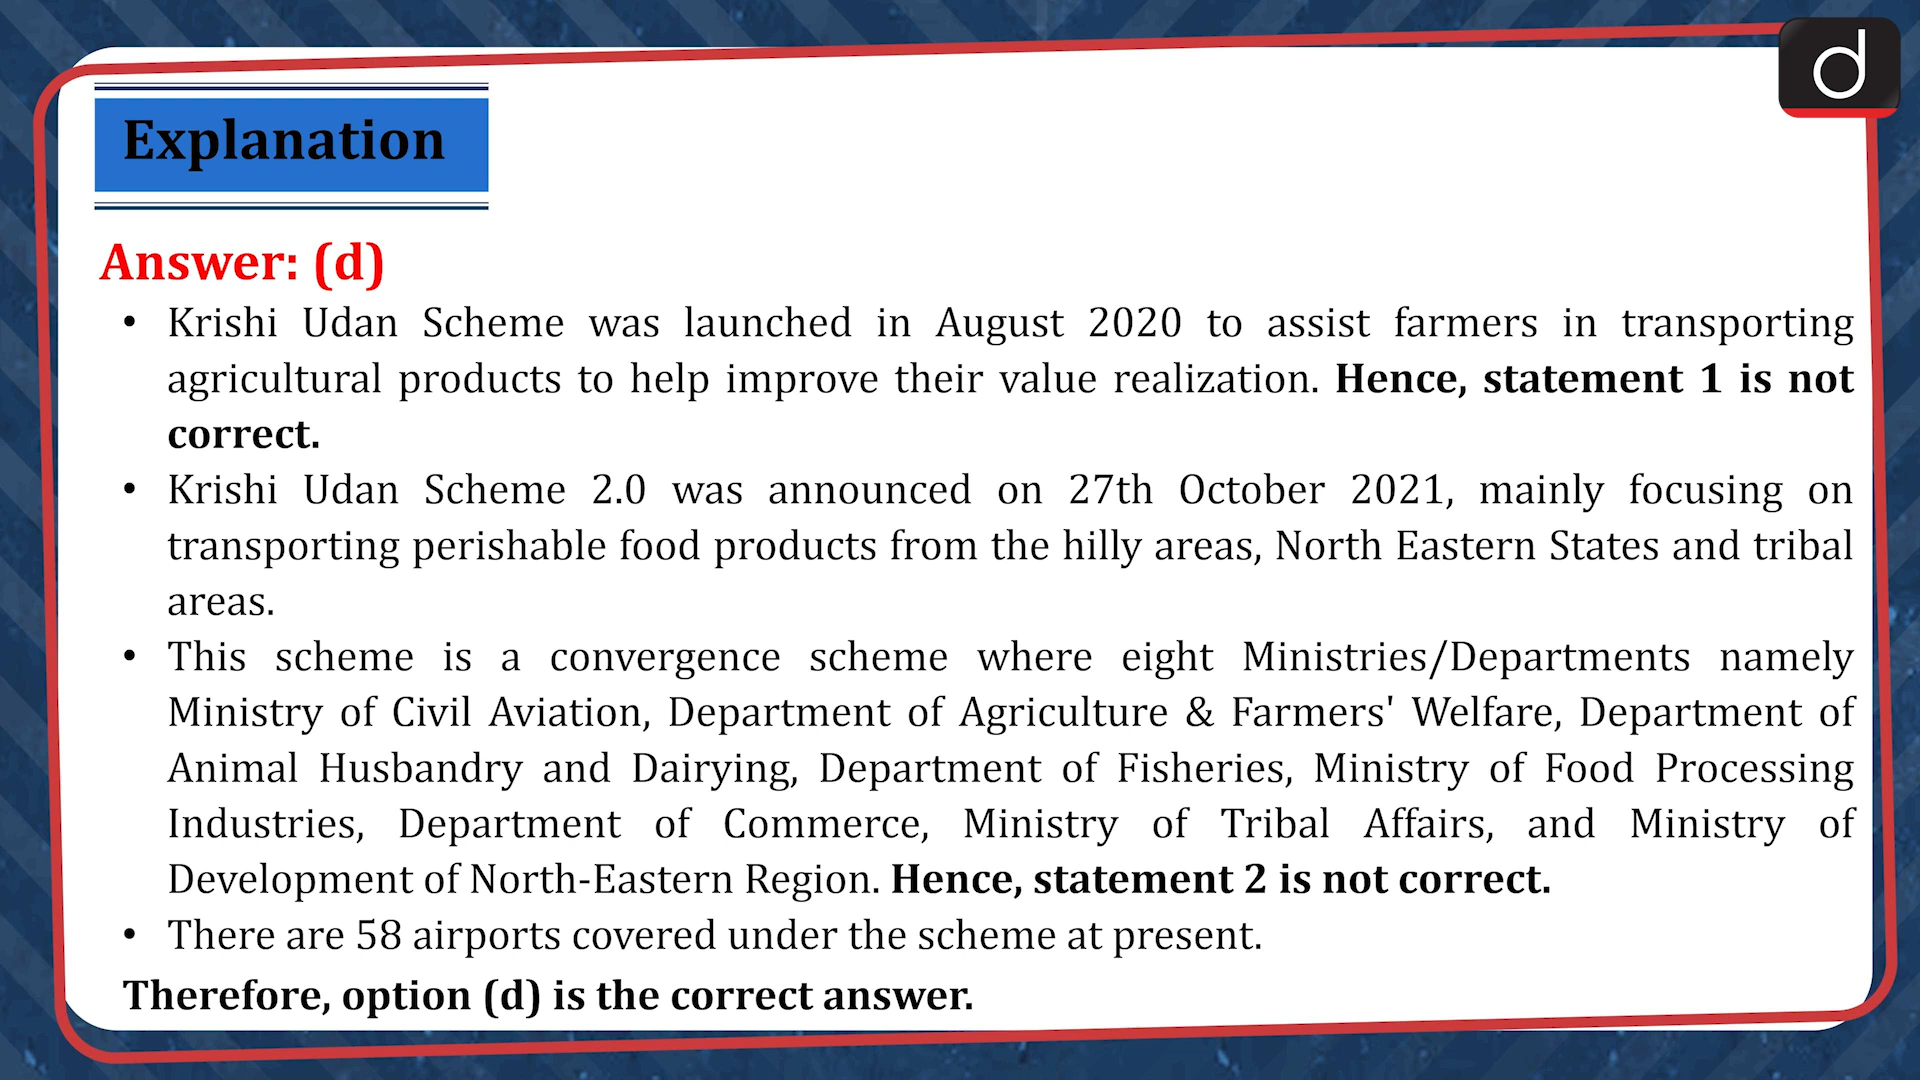 d
Explanation
Answer: (d)
• Krishi Udan Scheme was launched in August 2020 to assist farmers in transporting
agricultural products to help improve their value realization. Hence, statement 1 is not
correct.
• Krishi Udan Scheme 2.0 was announced on 27th October 2021, mainly focusing on
transporting perishable food products from the hilly areas, North Eastern States and tribal
areas.
• This scheme is a convergence scheme where eight Ministries/Departments namely
Ministry of Civil Aviation, Department of Agriculture & Farmers' Welfare, Department of
Animal Husbandry and Dairying, Department of Fisheries, Ministry of Food Processing
Industries, Department of Commerce, Ministry of Tribal Affairs, and Ministry of
Development of North-Eastern Region. Hence, statement 2 is not correct.
• There are 58 airports covered under the scheme at present.
Therefore, option (d) is the correct answer.